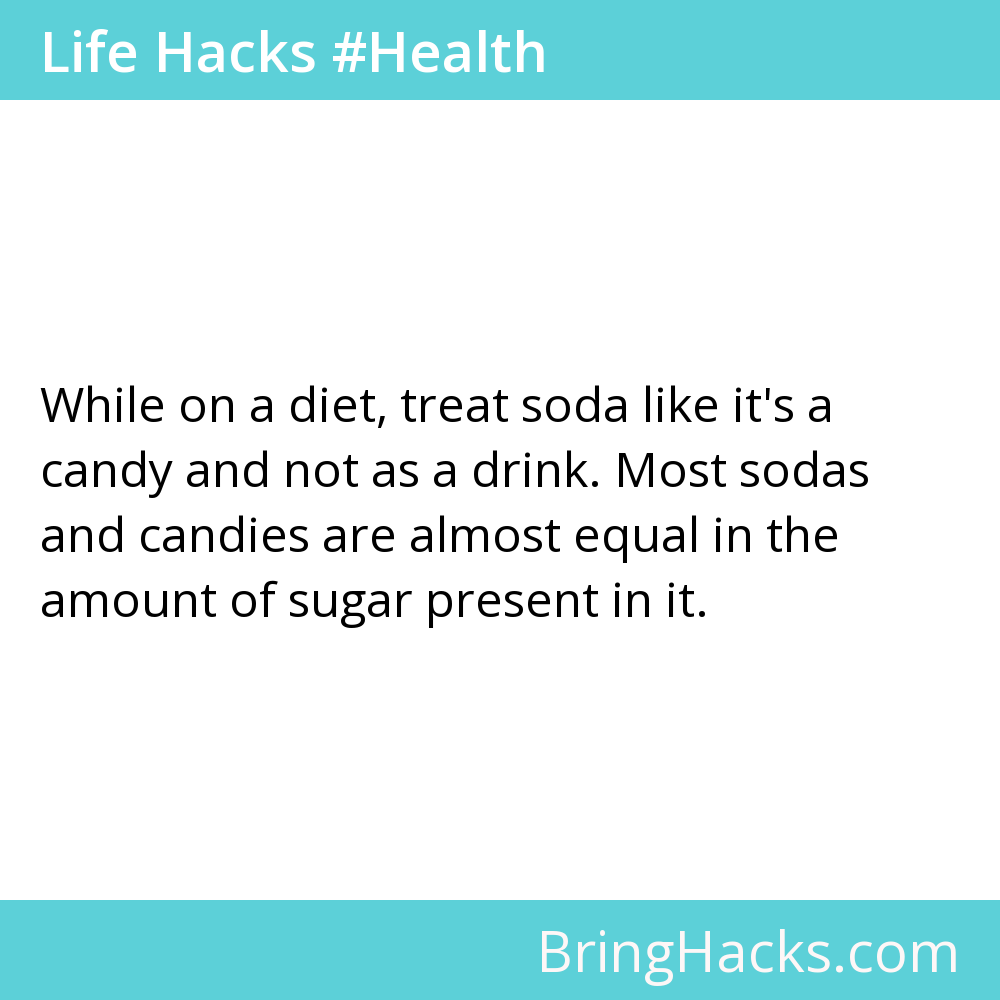 Life Hacks #Health
While on a diet, treat soda like it's a
candy and not as a drink. Most sodas
and candies are almost equal in the
amount of sugar present in it.
BringHacks.com